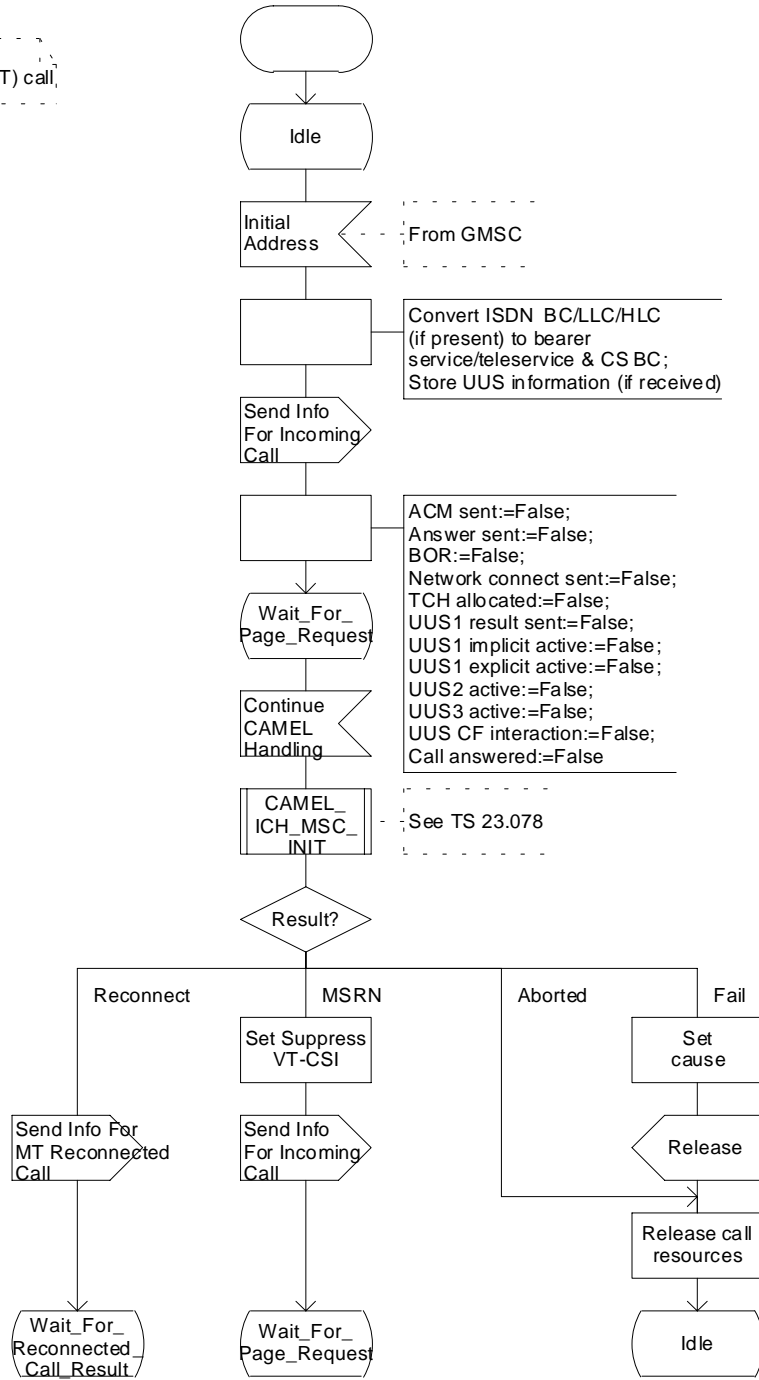 T) call
Idle
Initial
Address
From GMSC
Convert ISDN BC/LLC/HLC
(if present) to bearer
service/teleservice & CS BC;
Store UUS information (if received)
Send Info
For Incoming
Call
ACM sent:=False;
Answer sent:=False;
BOR:=False;
Network connect sent:=False;
TCH allocated:=False;
UUS1 result sent:=False;
UUS1 implicit active:=False;
UUS1 explicit active:=False;
UUS2 active:=False;
UUS3 active:=False;
UUS CF interaction:=False;
Call answered:=False
Wait_For_
Page_Request
Continue
CAMEL
Handling
CAMEL_
ICH_MSC_
INIT
See TS 23.078
Result?
Reconnect
MSRN
Aborted
Fail
Set Suppress
VT-CSI
Set
cause
Send Info For
MT Reconnected
Call
Send Info
For Incoming
Call
Release
Release call
resources
Wait_For_
Reconnected_
Call_Result
Wait_For_
Page_Request
Idle